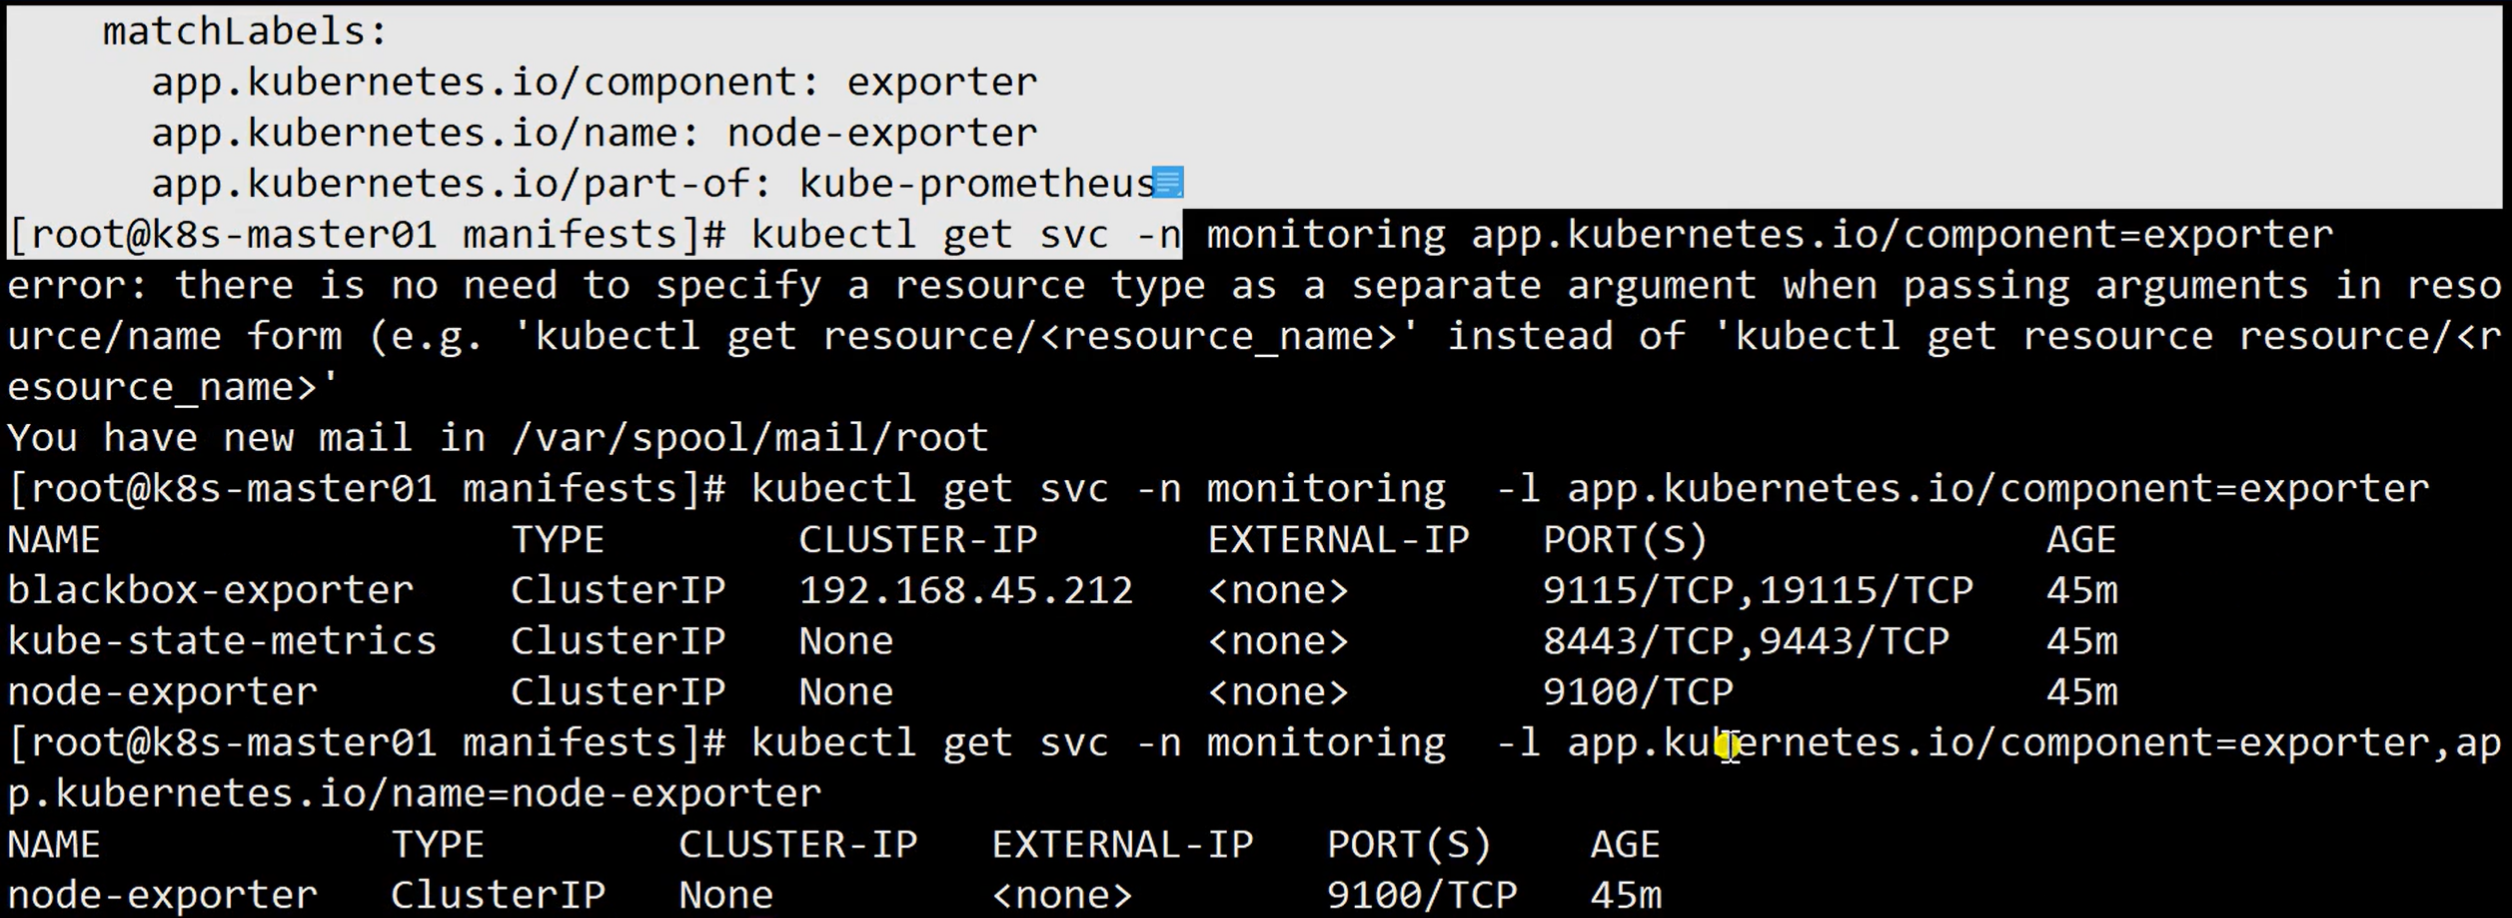 matchLabels:
app.kubernetes.io/component: exporter
app.kubernetes.io/name: node-exporter
app.kubernetes.io/part-of: kube-prometheus
[root@k8s-master01 manifests]# kubectl get svc -n monitoring app.kubernetes.io/component=exporter
error: there is no need to specify a resource type as a separate argument when passing arguments in reso
urce/name form (e.g. 'kubectl get resource/<resource_name>' instead of 'kubectl get resource resource/<r
esource_name>'
You have new mail in /var/spool/mail/root
[root@k8s-master01 manifests]# kubectl get svc -n monitoring  -l app.kubernetes.io/component=exporter
NAME TYPE CLUSTER-IP EXTERNAL-IP PORT(S) AGE
blackbox-exporter ClusterIP 192.168.45.212 <none> 9115/TCP,19115/TCP 45m
kube-state-metrics ClusterIP None <none> 8443/TCP,9443/TCP 45m
node-exporter ClusterIP None <none> 9100/TCP 45m
[root@k8s-master01 manifests]# kubectl get svc -n monitoring  -l app.kubernetes.io/component=exporter,ap
p.kubernetes.io/name=node-exporter
NAME TYPE CLUSTER-IP EXTERNAL-IP PORT(S) AGE
node-exporter ClusterIP None <none> 9100/TCP 45m